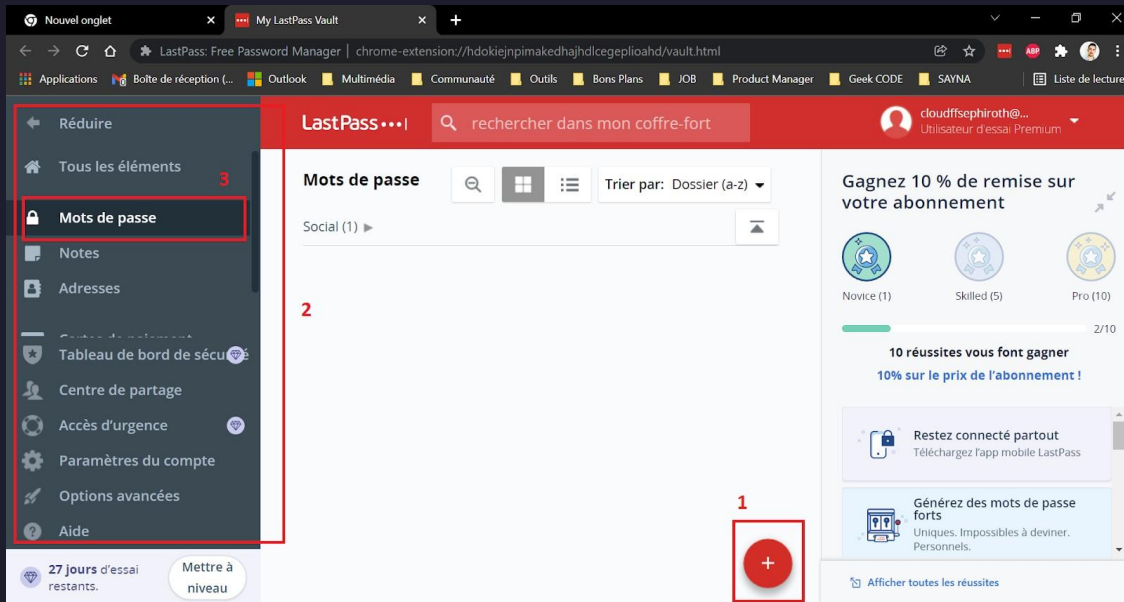 Nouvel onglet
My LastPass Vault
LastPass: Free Password Manager | chrome-extension://hdokiejnpimakedhajhdlcegeplioahd/vault.html
Applications
Boîte de réception (...
Outlook
Multimédia
Communauté
Outils
Bons Plans
JOB
Product Manager
Geek CODE
SAYNA
Liste de lecture
ABP
Réduire
Tous les éléments
3
Mots de passe
Notes
Adresses
Cartes de paiement
Tableau de bord de sécurité
Centre de partage
Accès d'urgence
Paramètres du compte
Options avancées
Aide
27 jours d'essai
restants.
Mettre à
niveau
2
LastPass
rechercher dans mon coffre-fort
cloudffsephiroth@...
Utilisateur d'essai Premium
Mots de passe
Trier par: Dossier (a-z)
Social (1)
1
+
Gagnez 10 % de remise sur
votre abonnement
Novice (1)
Skilled (5)
Pro (10)
2/10
10 réussites vous font gagner
10% sur le prix de l'abonnement !
Restez connecté partout
Téléchargez l'app mobile LastPass
Générez des mots de passe
forts
Uniques. Impossibles à deviner.
Personnels.
Afficher toutes les réussites